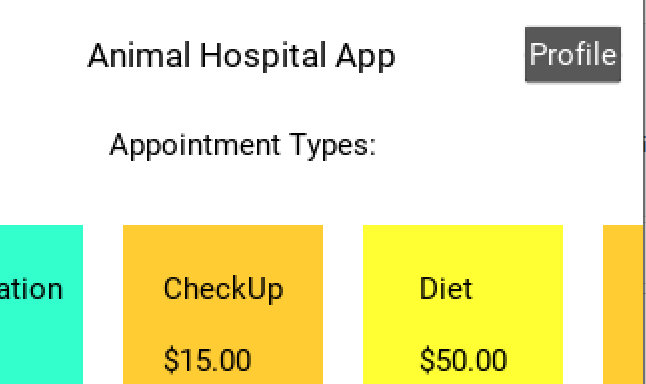 Animal Hospital App
Profile
Appointment Types:
ation CheckUp Diet
$15.00 $50.00